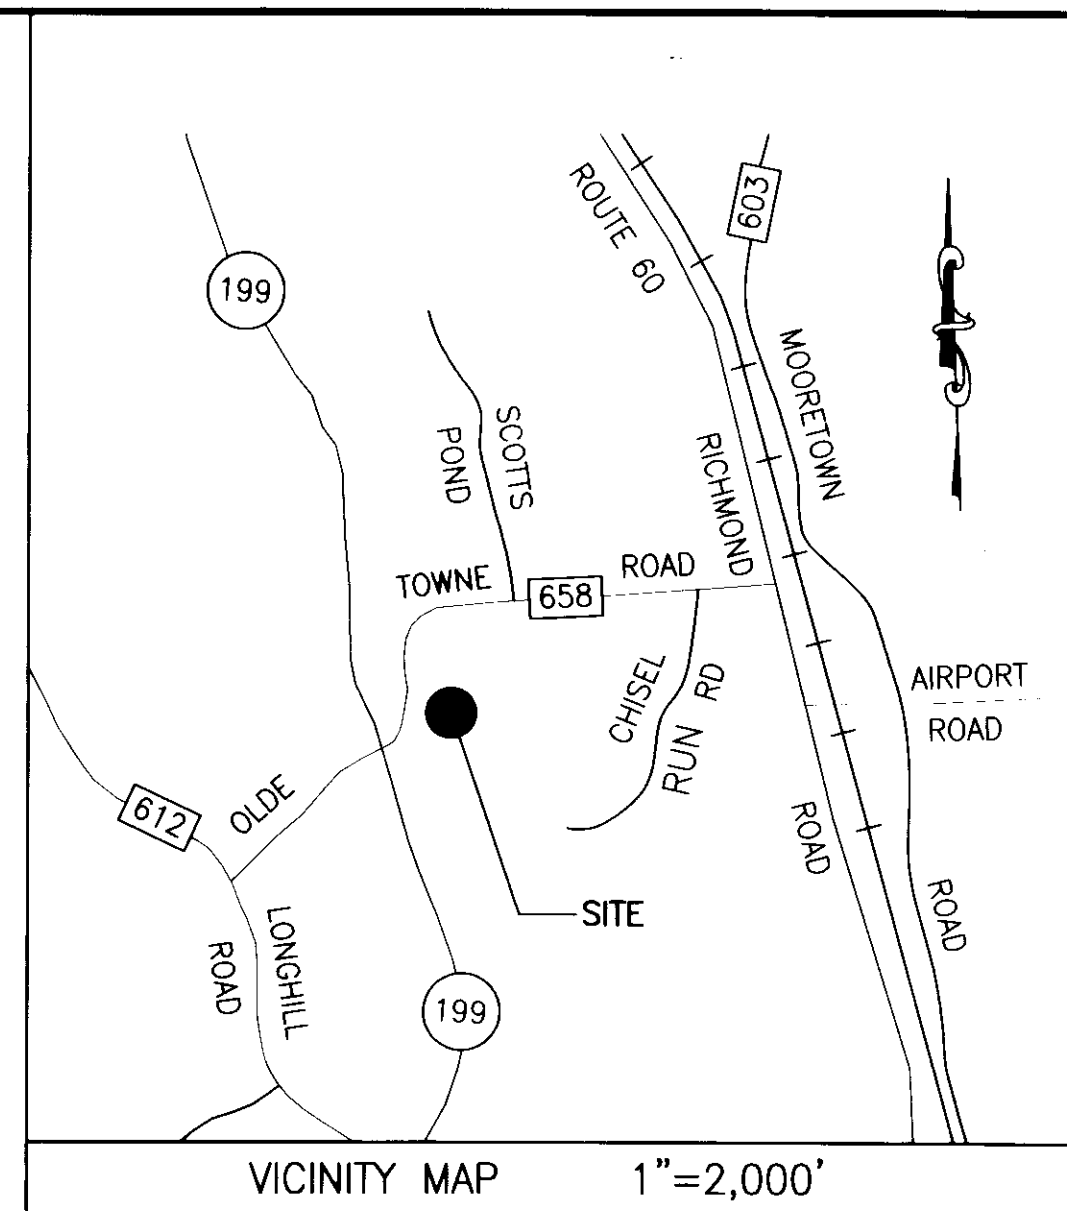 ROUTE 60
603
199
MOORETOWN
SCOTTS
POND
RICHMOND
TOWNE
658
ROAD
CHISEL
RUN RD
AIRPORT
ROAD
612
OLDE
ROAD
ROAD
SITE
LONGHILL
ROAD
199
VICINITY MAP 1"=2,000'